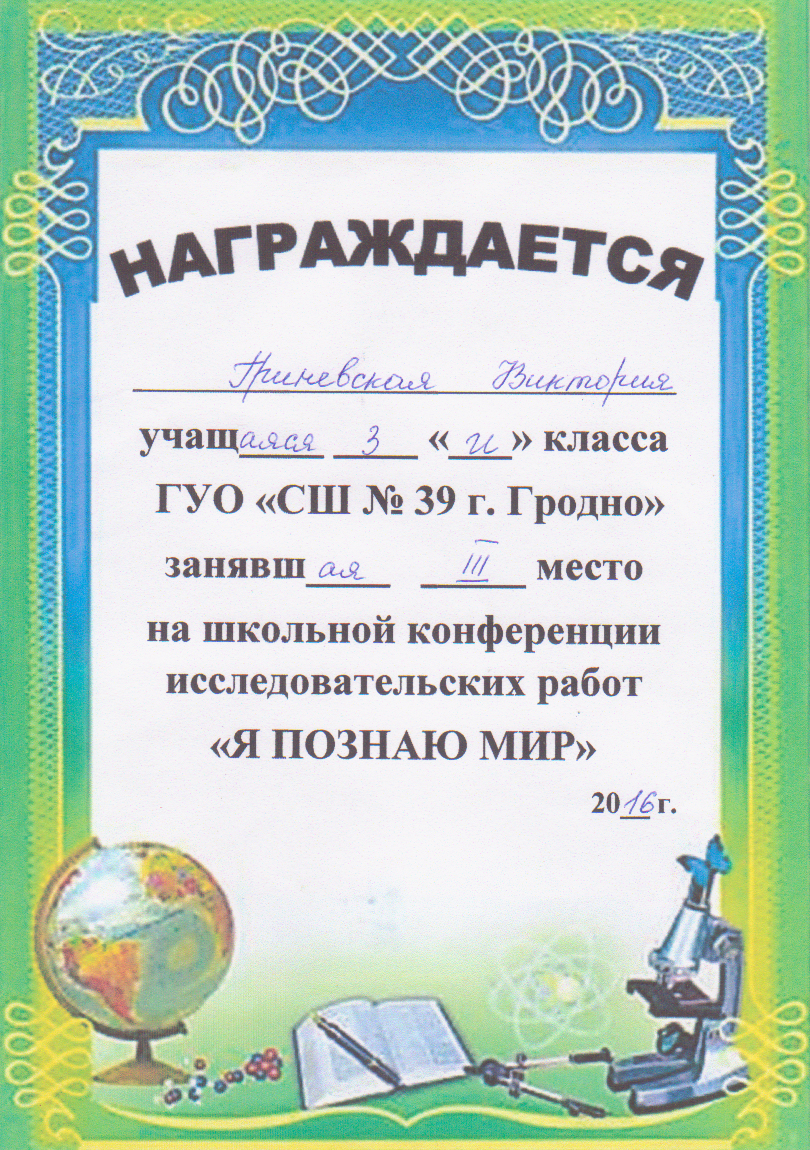 НАГРАЖДАЕТСЯ
Гриневская Виктория
учащаяся 3 «И» класса
ГУО «СШ № 39 г. Гродно»
занявшая III место
на школьной конференции
исследовательских работ
«Я ПОЗНАЮ МИР»
2016 г.